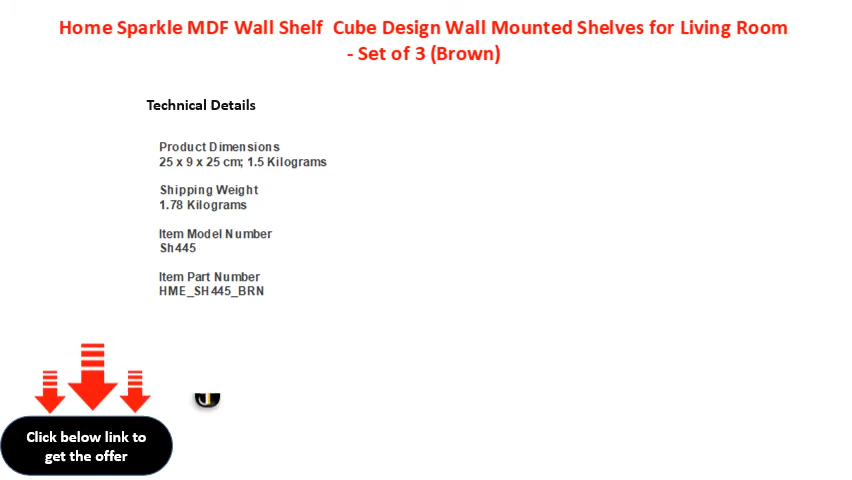 Home Sparkle MDF Wall Shelf Cube Design Wall Mounted Shelves for Living Room
- Set of 3 (Brown)
Technical Details
Product Dimensions
25 x 9 x 25 cm; 1.5 Kilograms
Shipping Weight
1.78 Kilograms
Item Model Number
Sh445
Item Part Number
HME_SH445_BRN
Click below link to
get the offer